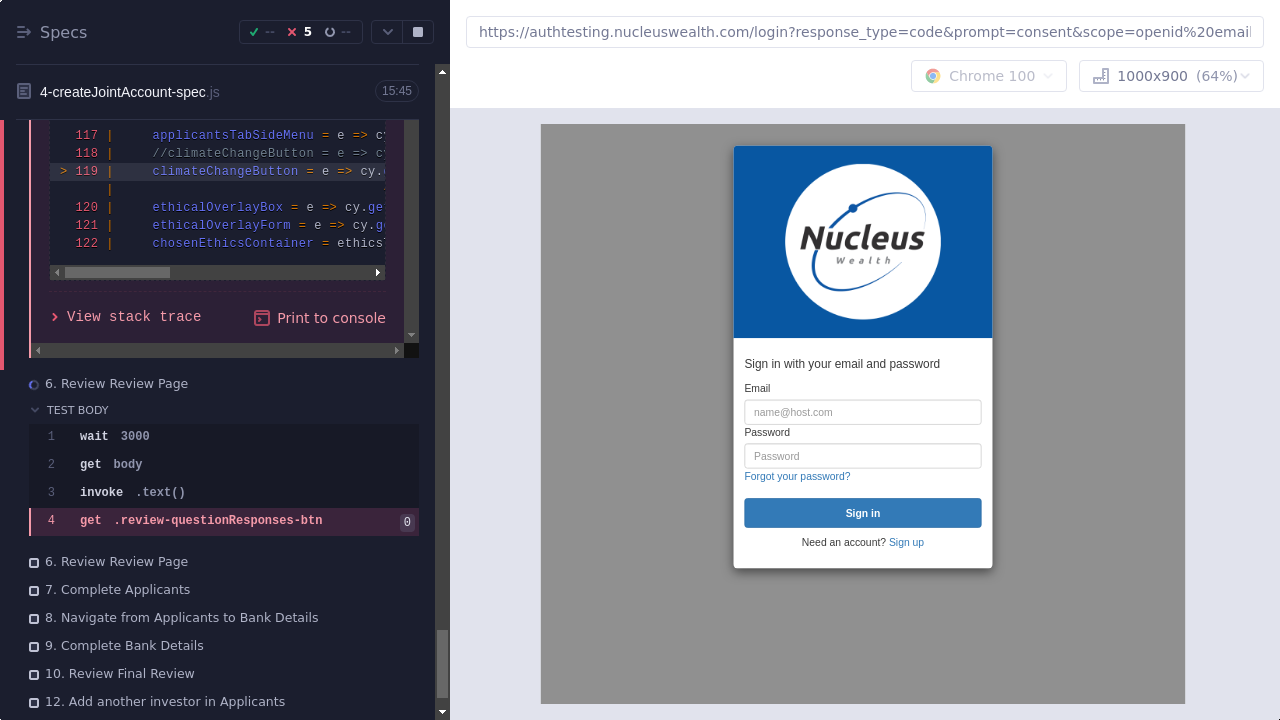 Specs
--
5
--
4-createJointAccount-spec.js
15:45
117 | applicantsTabSideMenu = e => cy
118 | //climateChangeButton = e => cy
> 119 | climateChangeButton = e => cy.
|
120 | ethicalOverlayBox = e => cy.ge
121 | ethicalOverlayForm = e => cy.g
122 | chosenEthicsContainer = ethics
View stack trace
Print to console
6. Review Review Page
TEST BODY
1 wait 3000
2 get body
3 invoke .text()
4 get .review-questionResponses-btn 0
6. Review Review Page
7. Complete Applicants
8. Navigate from Applicants to Bank Details
9. Complete Bank Details
10. Review Final Review
12. Add another investor in Applicants
https://authtesting.nucleuswealth.com/login?response_type=code&prompt=consent&scope=openid%20email
Chrome 100
1000x900 (64%)
Nucleus
Wealth
Sign in with your email and password
Email
name@host.com
Password
Password
Forgot your password?
Sign in
Need an account? Sign up